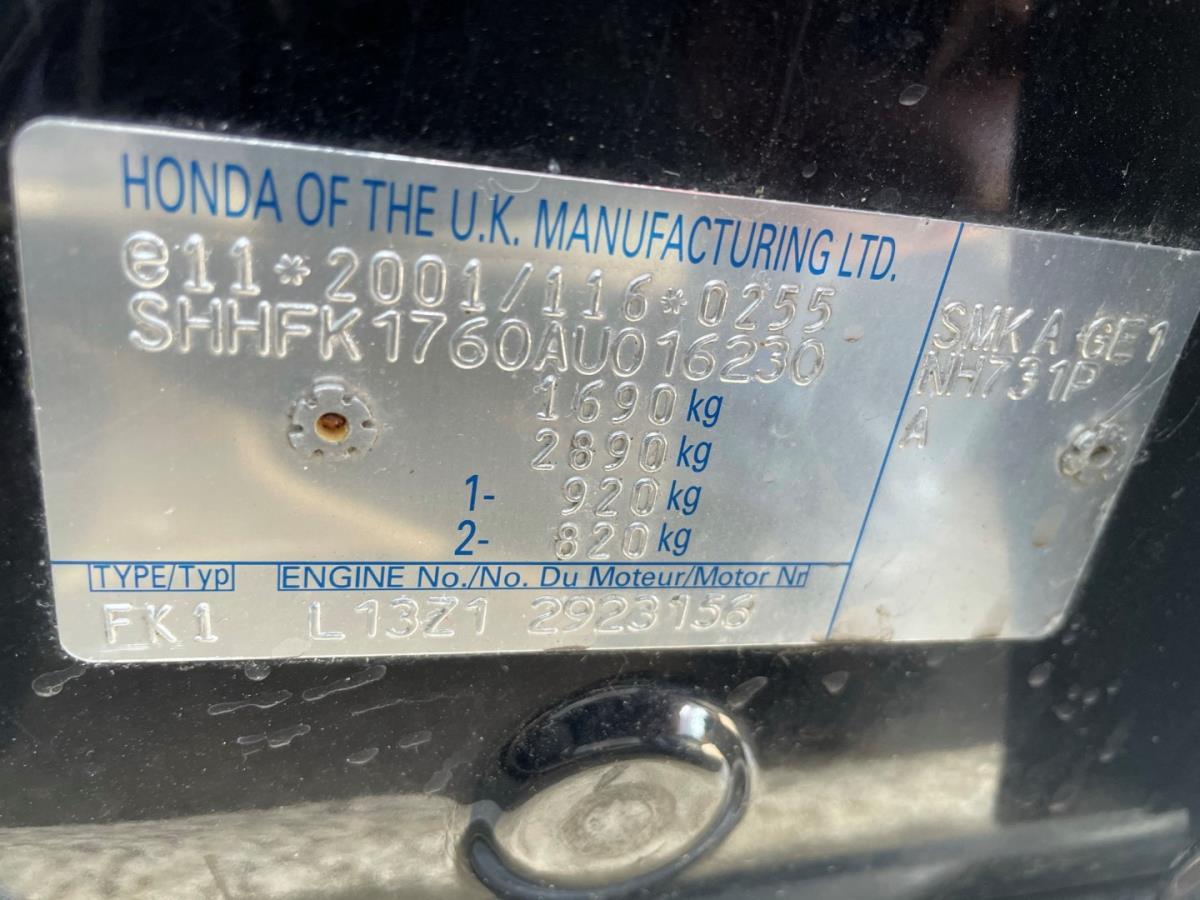 HONDA OF THE U.K. MANUFACTURING LTD.
e11*2001/116*0255
SHHFK1760AU016230
1690 kg
2890 kg
1- 920 kg
2- 820 kg
TYPE/Typ ENGINE No./No. Du Moteur/Motor Nr
FK1 L13Z1 2923156
SMK A GE1
NH731P
A